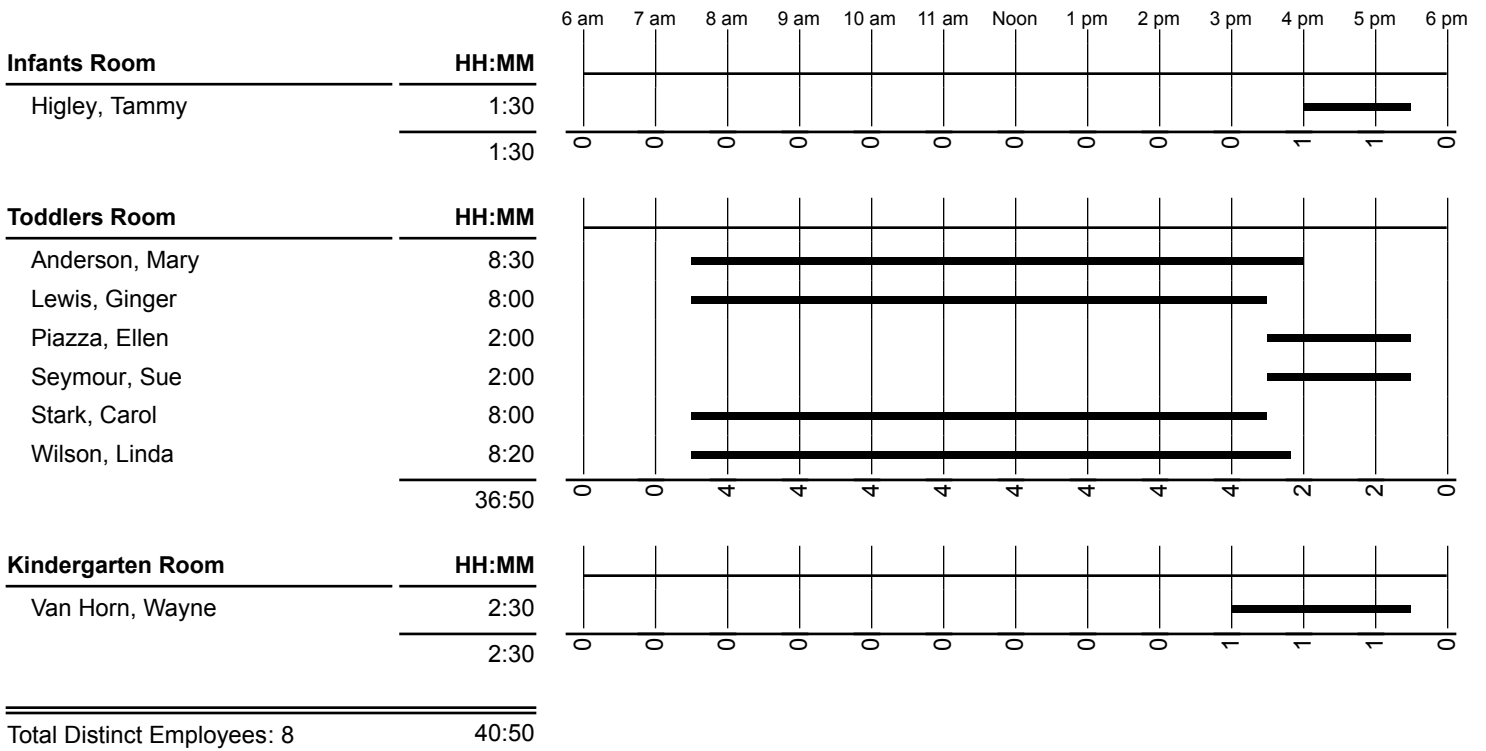 6 am 7 am 8 am 9 am 10 am 11 am Noon 1 pm 2 pm 3 pm 4 pm 5 pm 6 pm
Infants Room HH:MM
Higley, Tammy 1:30
1:30 0 0 0 0 0 0 0 0 0 0 1 1 0
Toddlers Room HH:MM
Anderson, Mary 8:30
Lewis, Ginger 8:00
Piazza, Ellen 2:00
Seymour, Sue 2:00
Stark, Carol 8:00
Wilson, Linda 8:20
36:50 0 0 4 4 4 4 4 4 4 4 2 2 0
Kindergarten Room HH:MM
Van Horn, Wayne 2:30
2:30 0 0 0 0 0 0 0 0 0 1 1 1 0
Total Distinct Employees: 8 40:50